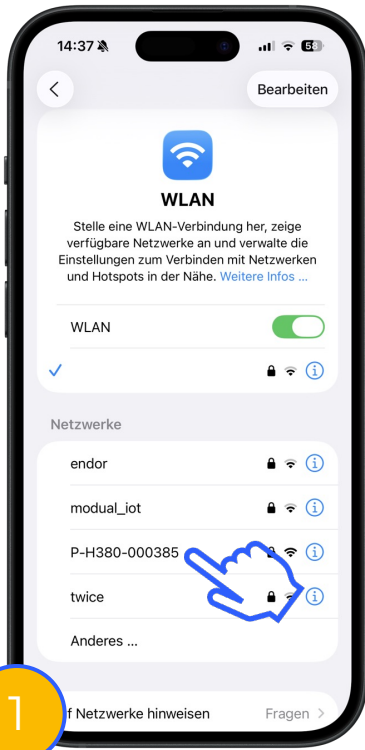 14:37
58
Bearbeiten
WLAN
Stelle eine WLAN-Verbindung her, zeige
verfügbare Netzwerke an und verwalte die
Einstellungen zum Verbinden mit Netzwerken
und Hotspots in der Nähe. Weitere Infos ...
WLAN
Netzwerke
endor
modual_iot
P-H380-000385
twice
Anderes ...
f Netzwerke hinweisen
Fragen
1